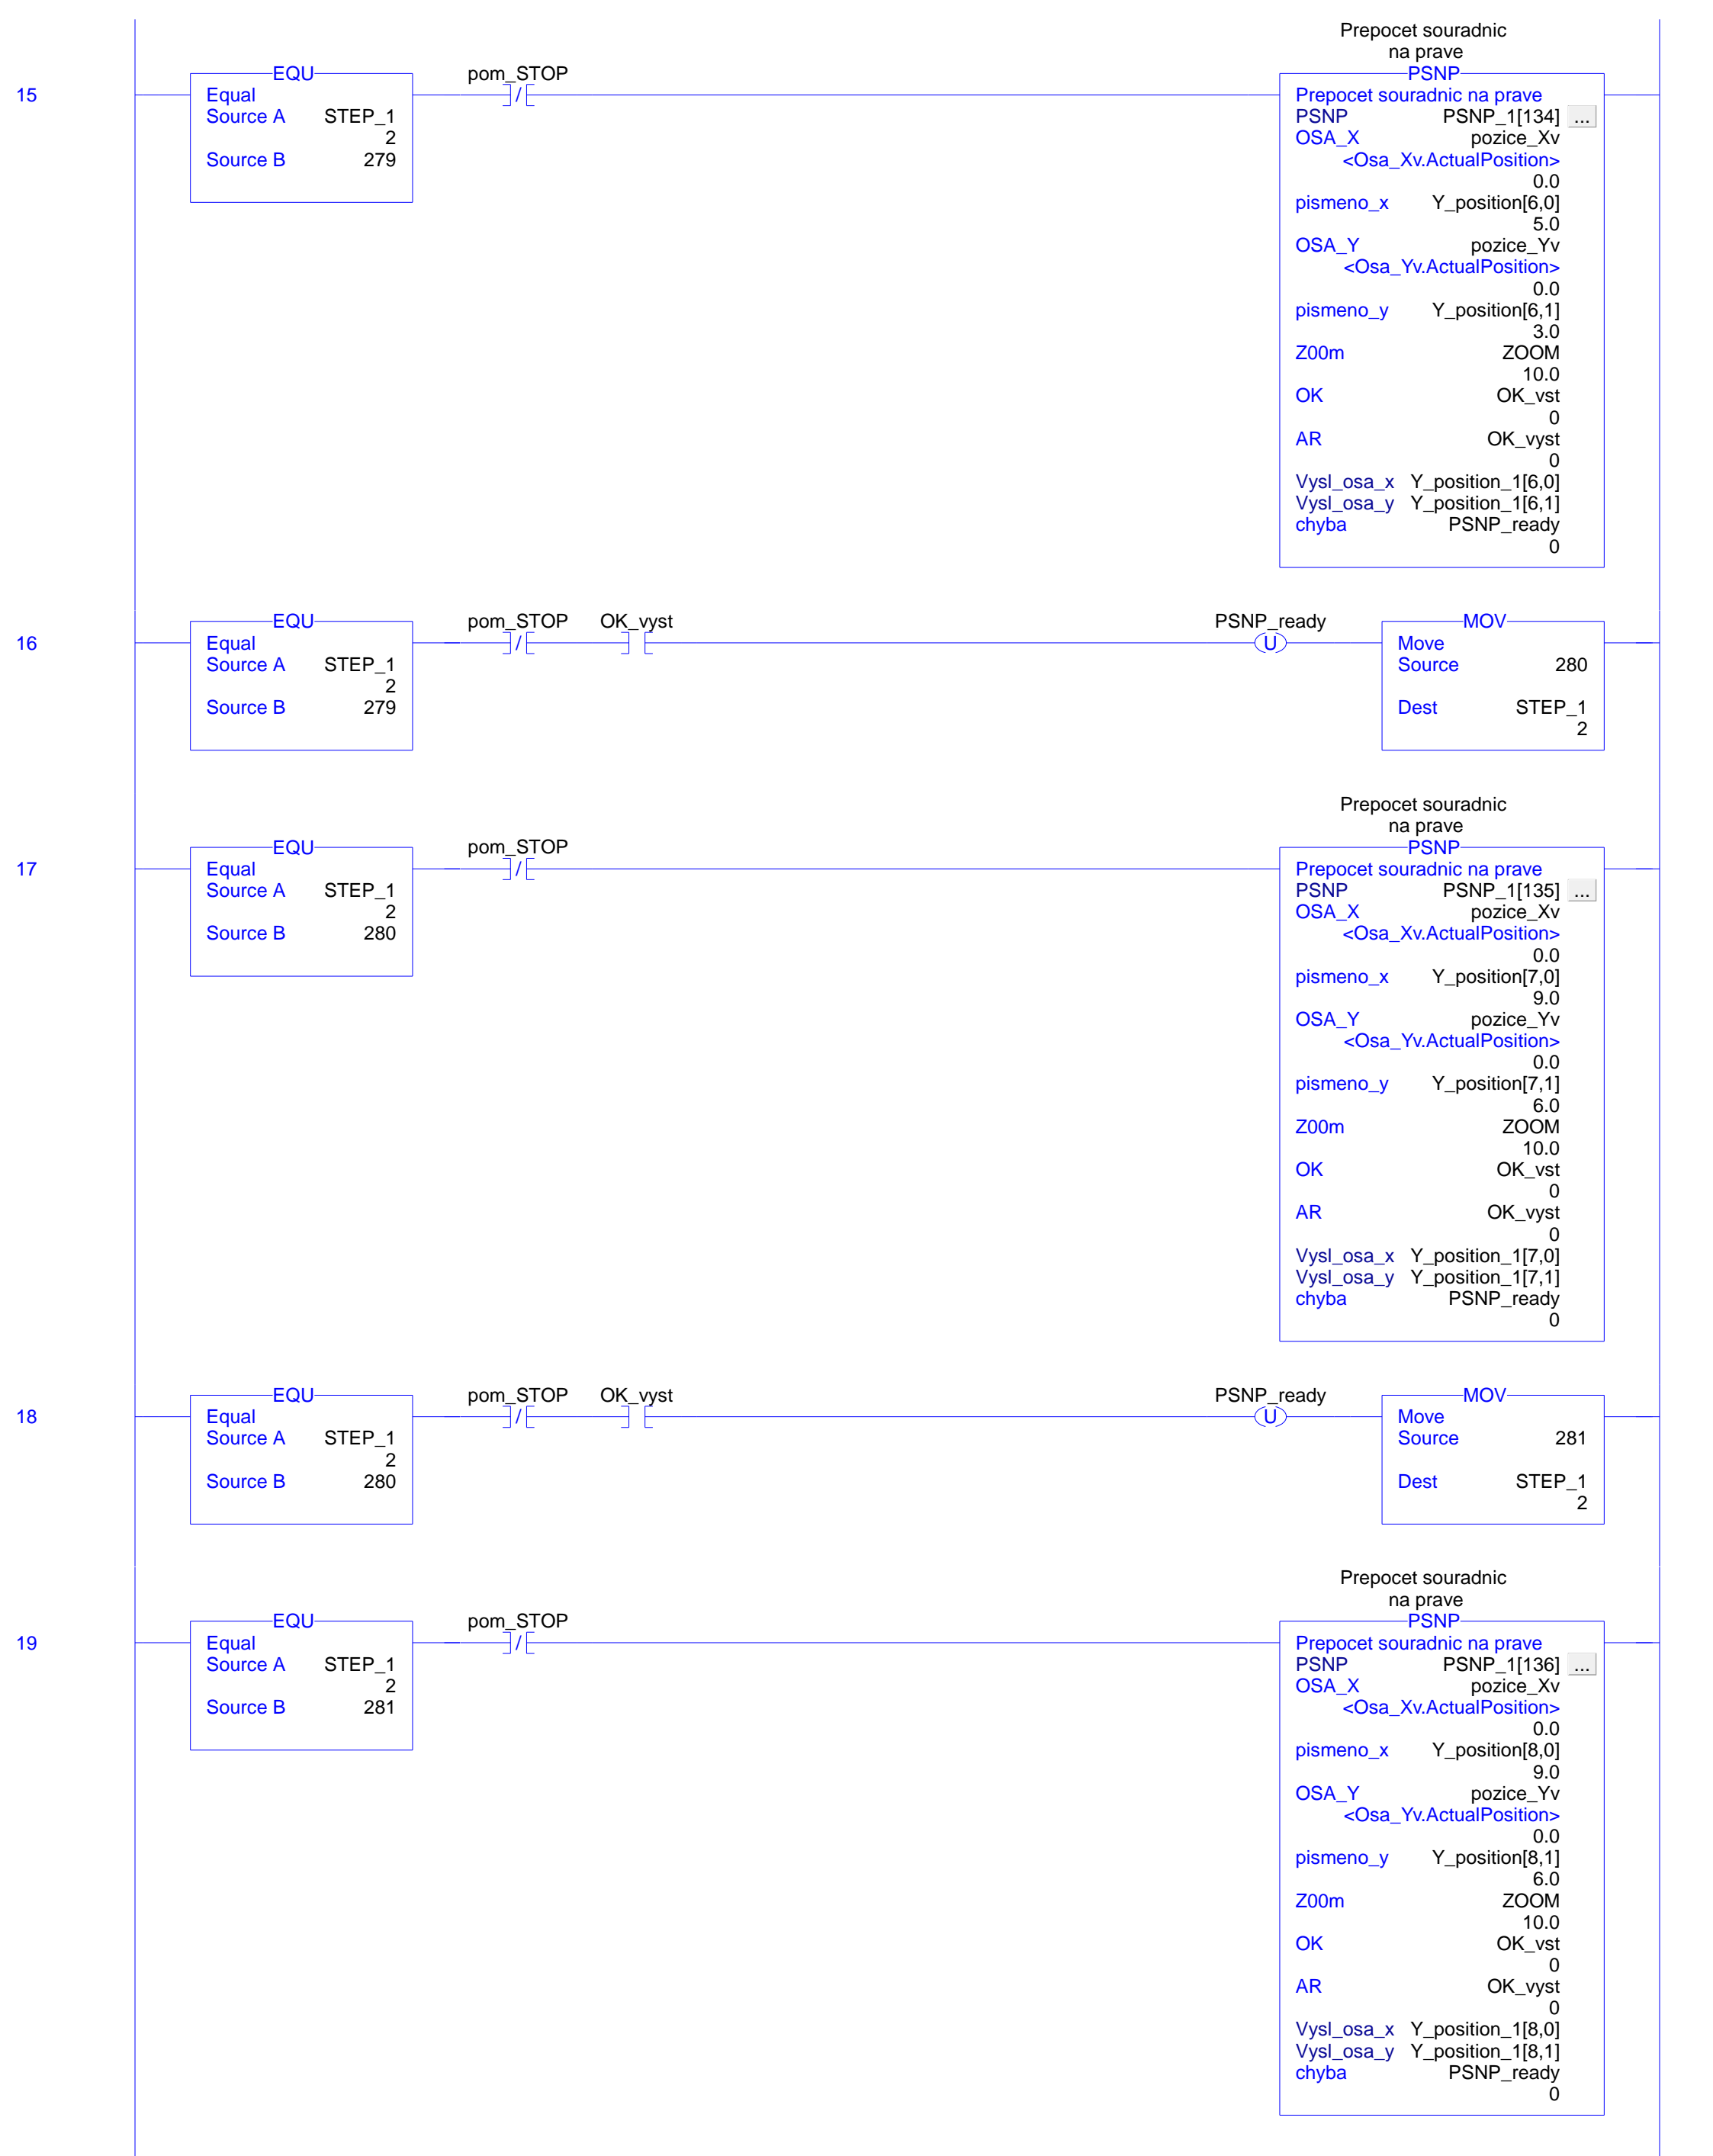 Prepocet souradnic
na prave
15
EQU
Equal
Source A STEP_1
2
Source B 279
pom_STOP
PSNP
Prepocet souradnic na prave
PSNP PSNP_1[134] ...
OSA_X pozice_Xv
<Osa_Xv.ActualPosition>
0.0
pismeno_x Y_position[6,0]
5.0
OSA_Y pozice_Yv
<Osa_Yv.ActualPosition>
0.0
pismeno_y Y_position[6,1]
3.0
Z00m ZOOM
10.0
OK OK_vst
0
AR OK_vyst
0
Vysl_osa_x Y_position_1[6,0]
Vysl_osa_y Y_position_1[6,1]
chyba PSNP_ready
0
16
EQU
Equal
Source A STEP_1
2
Source B 279
pom_STOP
OK_vyst
PSNP_ready
U
MOV
Move
Source 280
Dest STEP_1
2
Prepocet souradnic
na prave
17
EQU
Equal
Source A STEP_1
2
Source B 280
pom_STOP
PSNP
Prepocet souradnic na prave
PSNP PSNP_1[135] ...
OSA_X pozice_Xv
<Osa_Xv.ActualPosition>
0.0
pismeno_x Y_position[7,0]
9.0
OSA_Y pozice_Yv
<Osa_Yv.ActualPosition>
0.0
pismeno_y Y_position[7,1]
6.0
Z00m ZOOM
10.0
OK OK_vst
0
AR OK_vyst
0
Vysl_osa_x Y_position_1[7,0]
Vysl_osa_y Y_position_1[7,1]
chyba PSNP_ready
0
18
EQU
Equal
Source A STEP_1
2
Source B 280
pom_STOP
OK_vyst
PSNP_ready
U
MOV
Move
Source 281
Dest STEP_1
2
Prepocet souradnic
na prave
19
EQU
Equal
Source A STEP_1
2
Source B 281
pom_STOP
PSNP
Prepocet souradnic na prave
PSNP PSNP_1[136] ...
OSA_X pozice_Xv
<Osa_Xv.ActualPosition>
0.0
pismeno_x Y_position[8,0]
9.0
OSA_Y pozice_Yv
<Osa_Yv.ActualPosition>
0.0
pismeno_y Y_position[8,1]
6.0
Z00m ZOOM
10.0
OK OK_vst
0
AR OK_vyst
0
Vysl_osa_x Y_position_1[8,0]
Vysl_osa_y Y_position_1[8,1]
chyba PSNP_ready
0